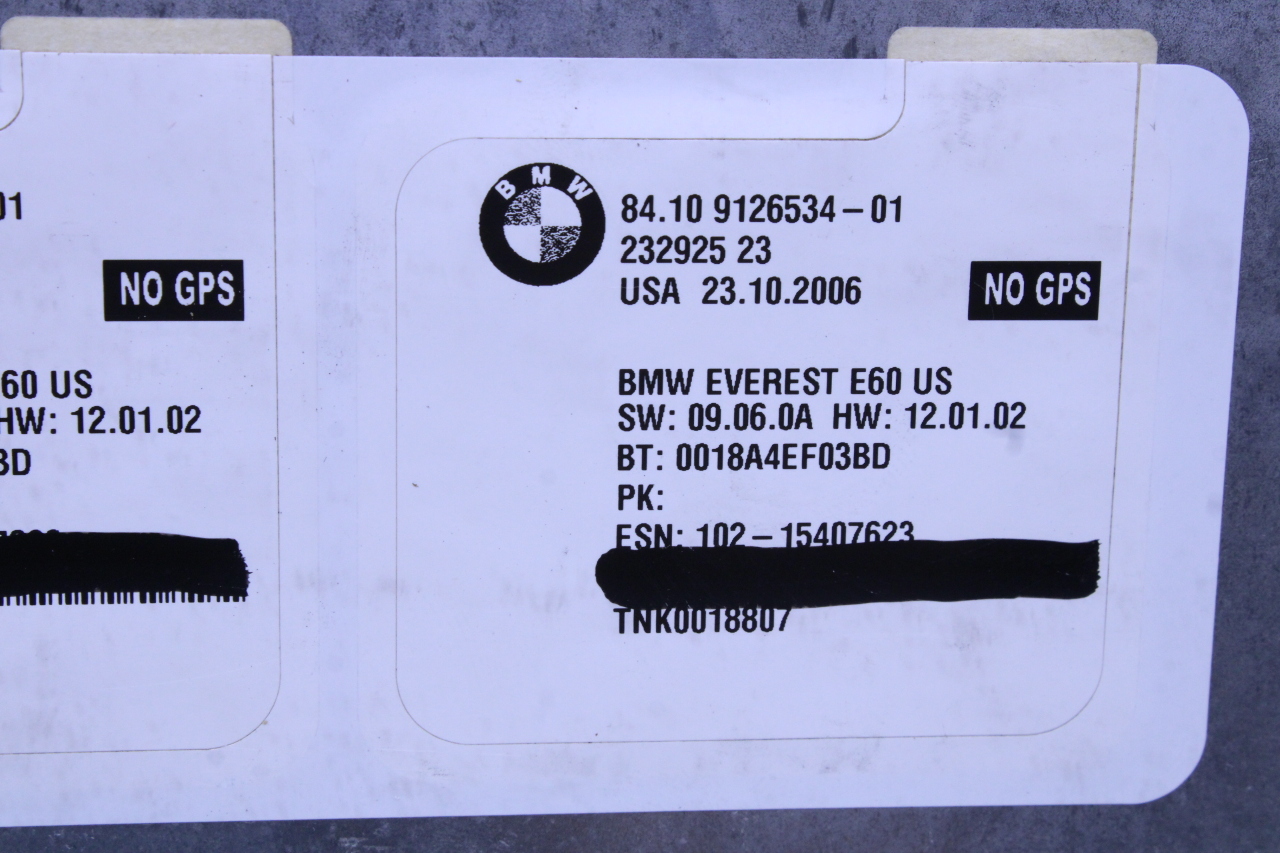 01
NO GPS
60 US
HW: 12.01.02
BD
BMW
84.10 9126534-01
232925 23
USA 23.10.2006
NO GPS
BMW EVEREST E60 US
SW: 09.06.0A HW: 12.01.02
BT: 0018A4EF03BD
PK:
ESN: 102-15407623
TNK0018807